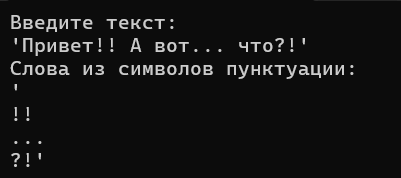 Введите текст:
'Привет!! А вот... что?!'
Слова из символов пунктуации:
'
!!
...
?!'